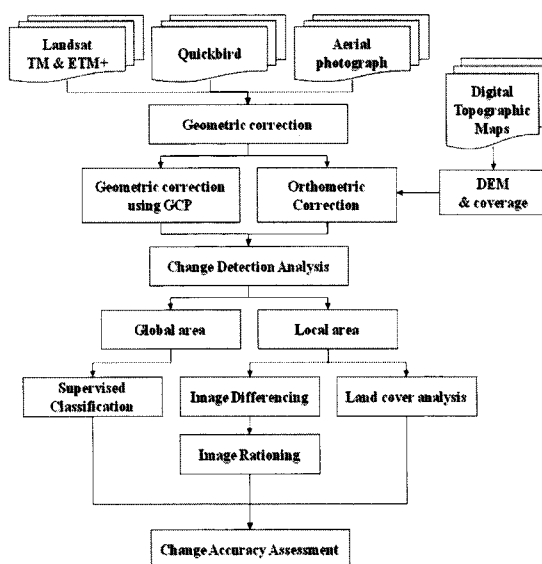 Landsat
TM & ETM+
Quickbird
Aerial
photograph
Digital
Topographic
Maps
Geometric correction
Geometric correction
using GCP
Orthometric
Correction
DEM
& coverage
Change Detection Analysis
Global area
Local area
Supervised
Classification
Image Differencing
Land cover analysis
Image Rationing
Change Accuracy Assessment